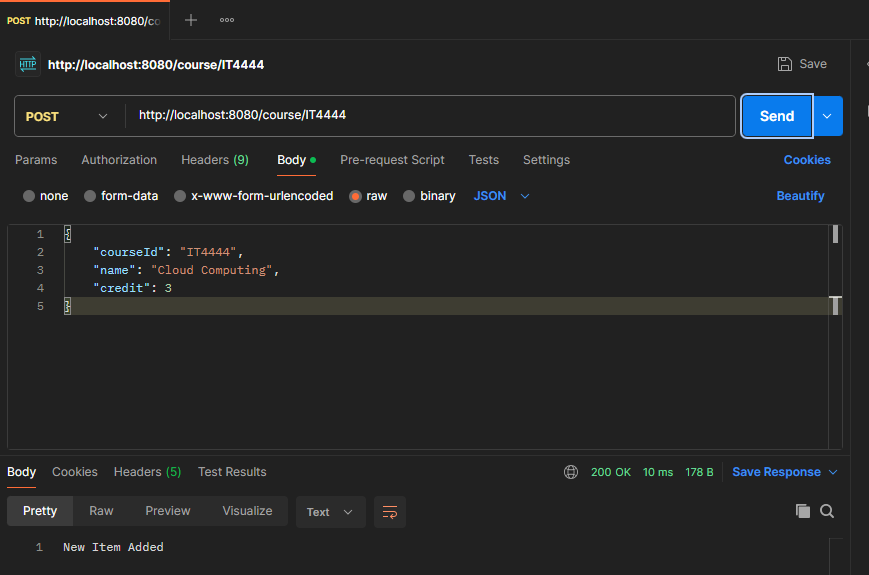 POST http://localhost:8080/co
http://localhost:8080/course/IT4444
Save
POST http://localhost:8080/course/IT4444
Send
Params Authorization Headers (9) Body Pre-request Script Tests Settings Cookies
none form-data x-www-form-urlencoded raw binary JSON Beautify
1 {
2 "courseId": "IT4444",
3 "name": "Cloud Computing",
4 "credit": 3
5 }
Body Cookies Headers (5) Test Results 200 OK 10 ms 178 B Save Response
Pretty Raw Preview Visualize Text
1 New Item Added